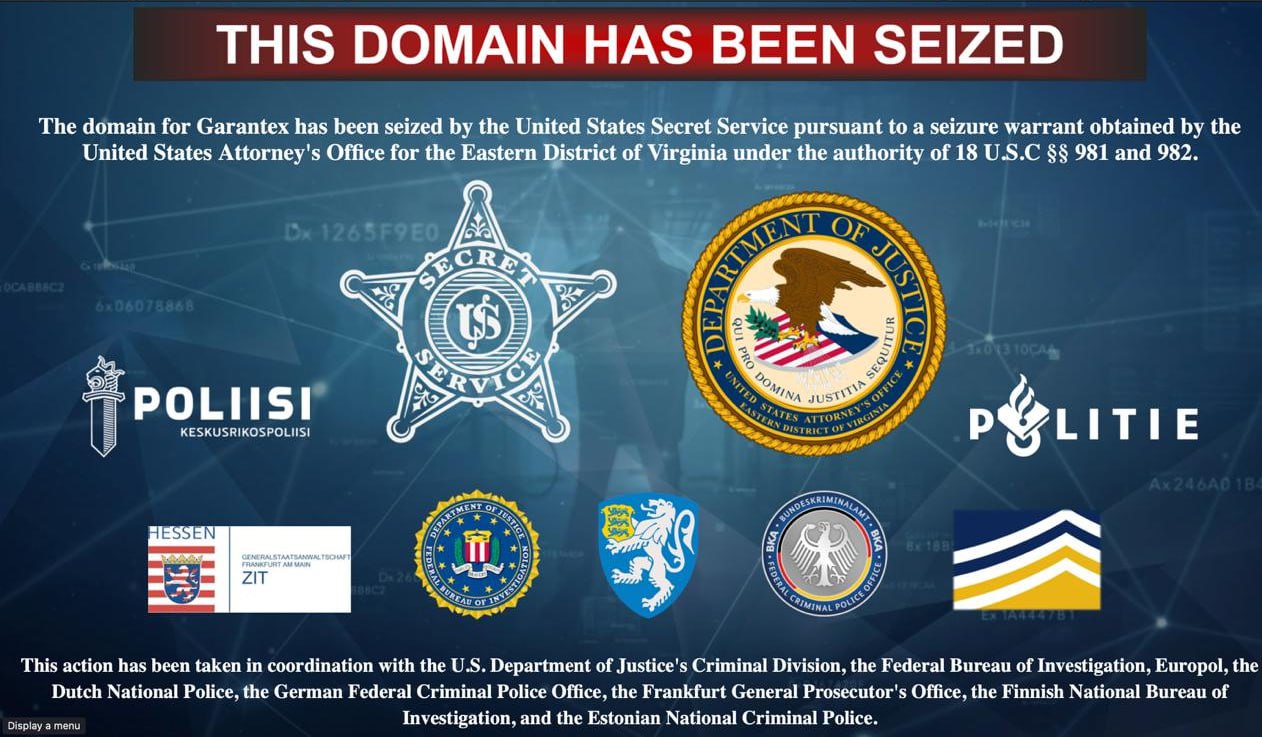 THIS DOMAIN HAS BEEN SEIZED
The domain for Garantex has been seized by the United States Secret Service pursuant to a seizure warrant obtained by the
United States Attorney's Office for the Eastern District of Virginia under the authority of 18 U.S.C §§ 981 and 982.
Dx 1265F9E0
0CAB88C2
6x06078868
SECRET
US
SERVICE
DEPARTMENT OF JUSTICE
QUI PRO DOMINA JUSTITIA SEQUITUR
UNITED STATES ATTORNEY'S OFFICE
EASTERN DISTRICT OF VIRGINIA
POLIISI
KESKUSRIKOSPOLIISI
POLITIE
HESSEN
GENERALSTAATSANWALTSCHAFT
FRANKFURT AM MAIN
ZIT
DEPARTMENT OF JUSTICE
FEDERAL BUREAU OF INVESTIGATION
BUNDESKRIMINALAMT
BKA
BKA
FEDERAL CRIMINAL POLICE OFFICE
This action has been taken in coordination with the U.S. Department of Justice's Criminal Division, the Federal Bureau of Investigation, Europol, the
Dutch National Police, the German Federal Criminal Police Office, the Frankfurt General Prosecutor's Office, the Finnish National Bureau of
Investigation, and the Estonian National Criminal Police.
Display a menu